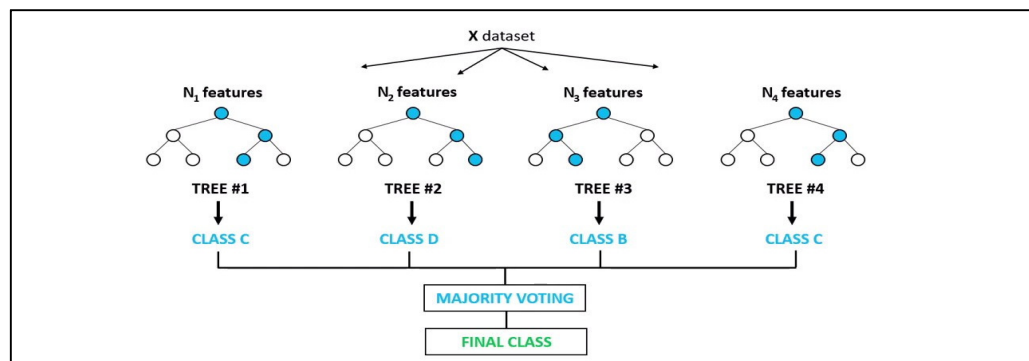 X dataset
N₁ features
N₂ features
N₃ features
N₄ features
TREE #1
TREE #2
TREE #3
TREE #4
CLASS C
CLASS D
CLASS B
CLASS C
MAJORITY VOTING
FINAL CLASS